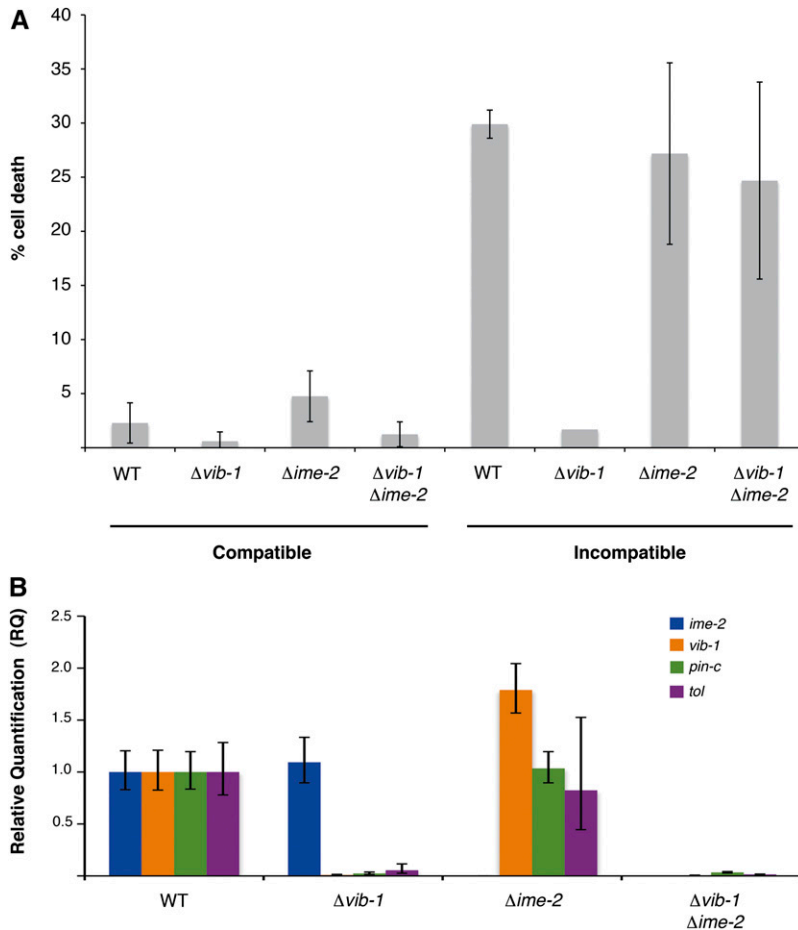 A
% cell death
40
35
30
25
20
15
10
5
WT
Δvib-1
Δime-2
Δvib-1
Δime-2
WT
Δvib-1
Δime-2
Δvib-1
Δime-2
Compatible
Incompatible
B
Relative Quantification (RQ)
2.5
2.0
1.5
1.0
0.5
ime-2
vib-1
pin-c
tol
WT
Δvib-1
Δime-2
Δvib-1
Δime-2